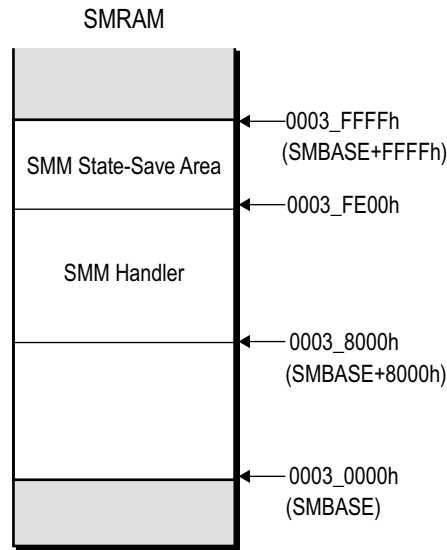 SMRAM
0003_FFFFh
(SMBASE+FFFFh)
SMM State-Save Area
0003_FE00h
SMM Handler
0003_8000h
(SMBASE+8000h)
0003_0000h
(SMBASE)